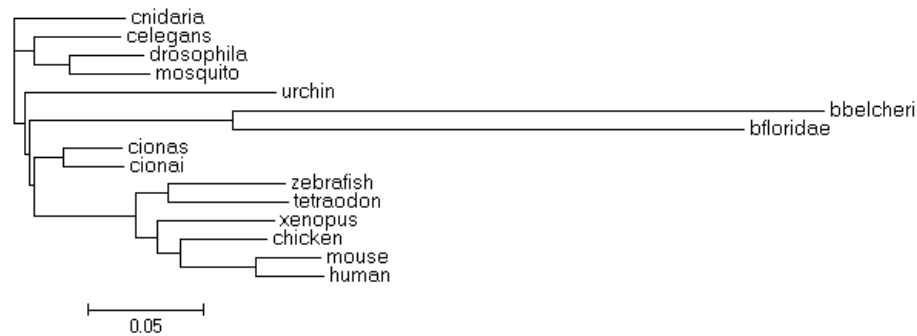 cnidaria
celegans
drosophila
mosquito
urchin
bbelcheri
bfloridae
cionas
cionai
zebrafish
tetraodon
xenopus
chicken
mouse
human
0.05